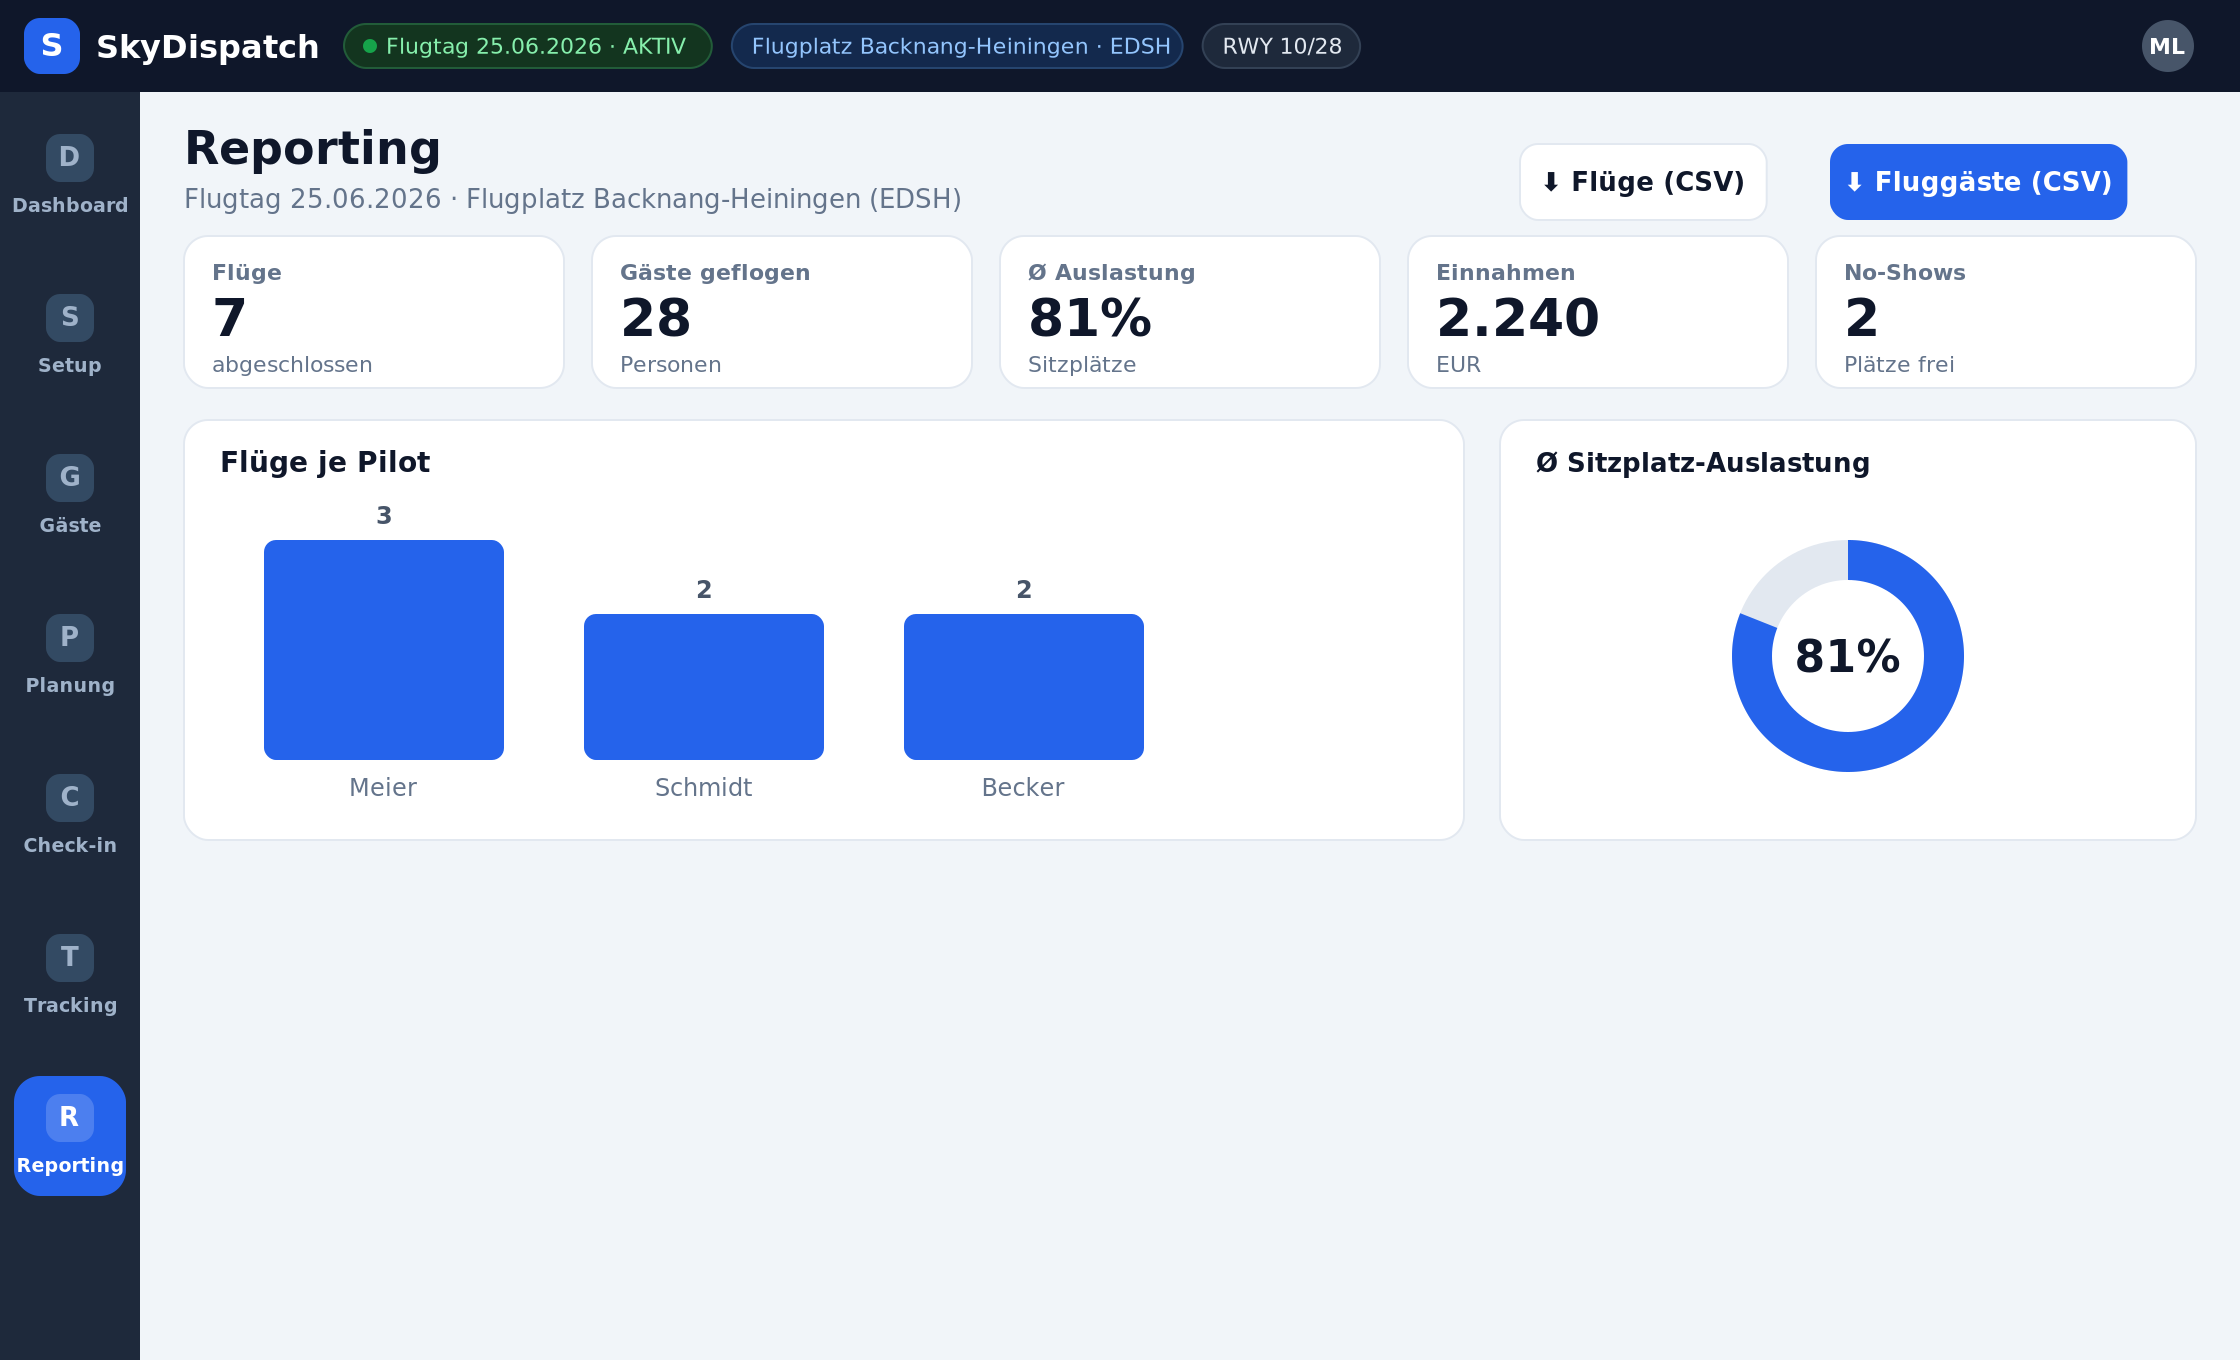 S SkyDispatch Flugtag 25.06.2026 · AKTIV Flugplatz Backnang-Heiningen · EDSH RWY 10/28 ML
D
Dashboard
S
Setup
G
Gäste
P
Planung
C
Check-in
T
Tracking
R
Reporting
Reporting
Flugtag 25.06.2026 · Flugplatz Backnang-Heiningen (EDSH)
⬇ Flüge (CSV)
⬇ Fluggäste (CSV)
Flüge
7
abgeschlossen
Gäste geflogen
28
Personen
Ø Auslastung
81%
Sitzplätze
Einnahmen
2.240
EUR
No-Shows
2
Plätze frei
Flüge je Pilot
3
2
2
Meier
Schmidt
Becker
Ø Sitzplatz-Auslastung
81%